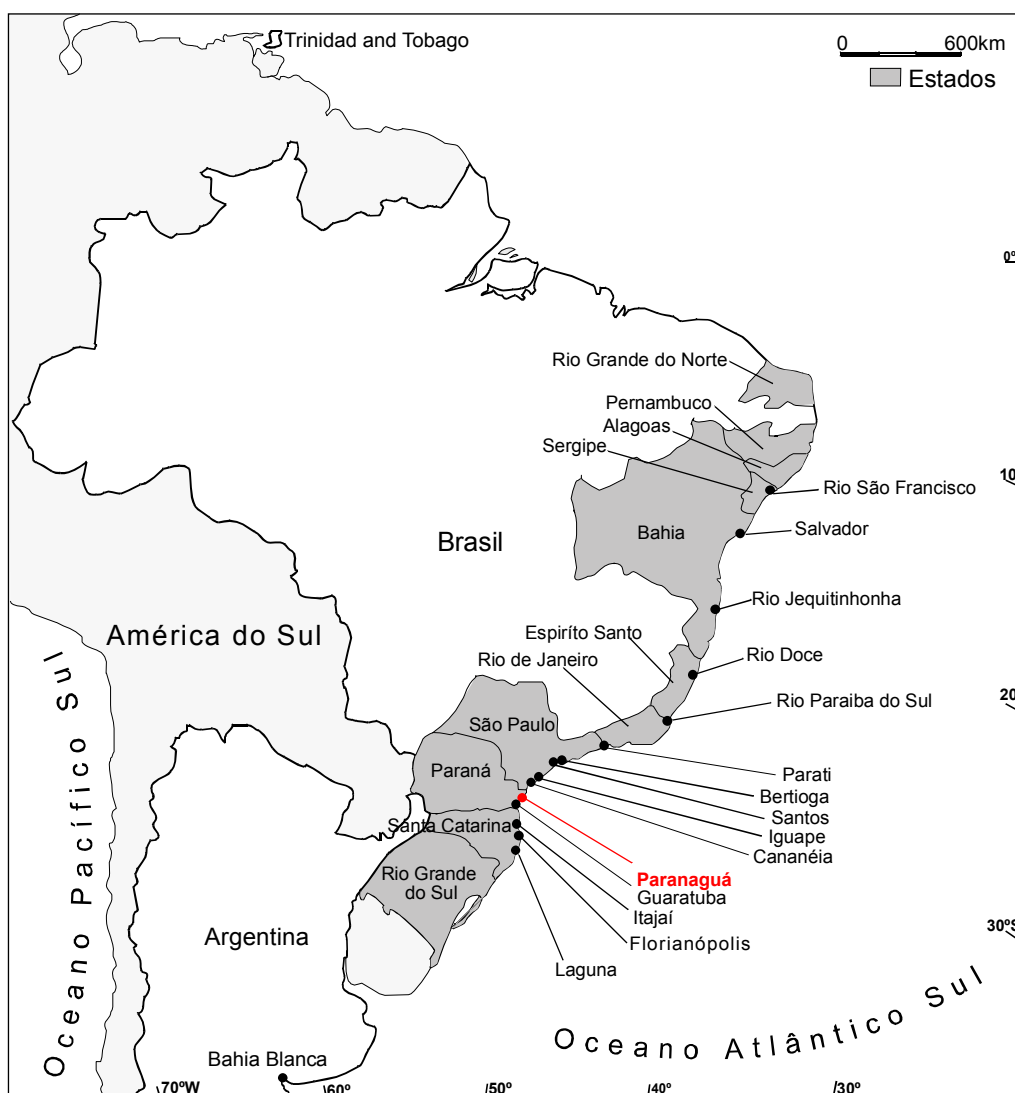 Trinidad and Tobago
0 600km
Estados
0º
Rio Grande do Norte
Pernambuco
Alagoas
Sergipe
10
Rio São Francisco
Salvador
Bahia
Brasil
Rio Jequitinhonha
América do Sul
Espiríto Santo
Rio de Janeiro
Rio Doce
20
Rio Paraiba do Sul
São Paulo
Paraná
Parati
Bertioga
Santos
Iguape
Cananéia
Santa Catarina
Paranaguá
Guaratuba
Itajaí
Florianópolis
Laguna
Rio Grande
do Sul
Argentina
30ºS
Oceano Pacífico Sul
Oceano Atlântico Sul
Bahia Blanca
70ºW
60º
50º
40º
30º